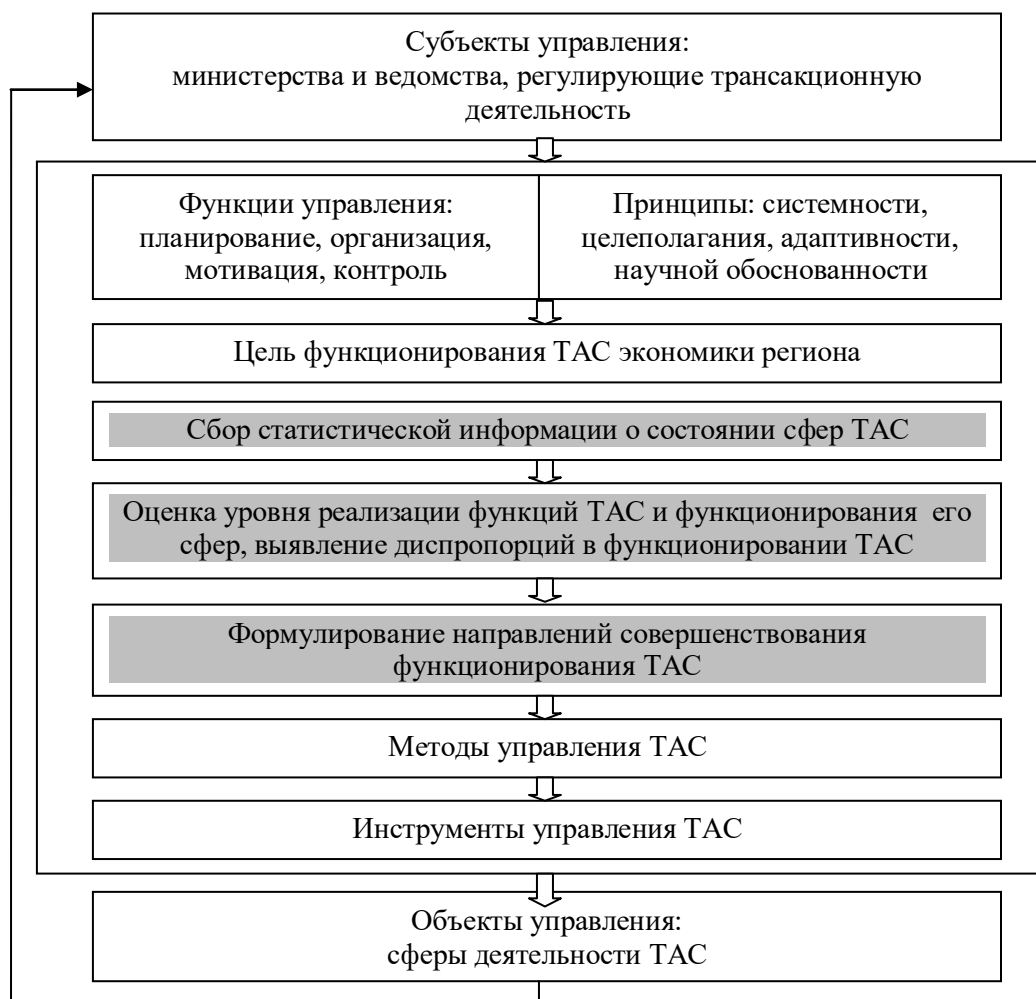 Субъекты управления:
министерства и ведомства, регулирующие трансакционную
деятельность
Функции управления:
планирование, организация,
мотивация, контроль
Принципы: системности,
целеполагания, адаптивности,
научной обоснованности
Цель функционирования ТАС экономики региона
Сбор статистической информации о состоянии сфер ТАС
Оценка уровня реализации функций ТАС и функционирования его
сфер, выявление диспропорций в функционировании ТАС
Формулирование направлений совершенствования
функционирования ТАС
Методы управления ТАС
Инструменты управления ТАС
Объекты управления:
сферы деятельности ТАС